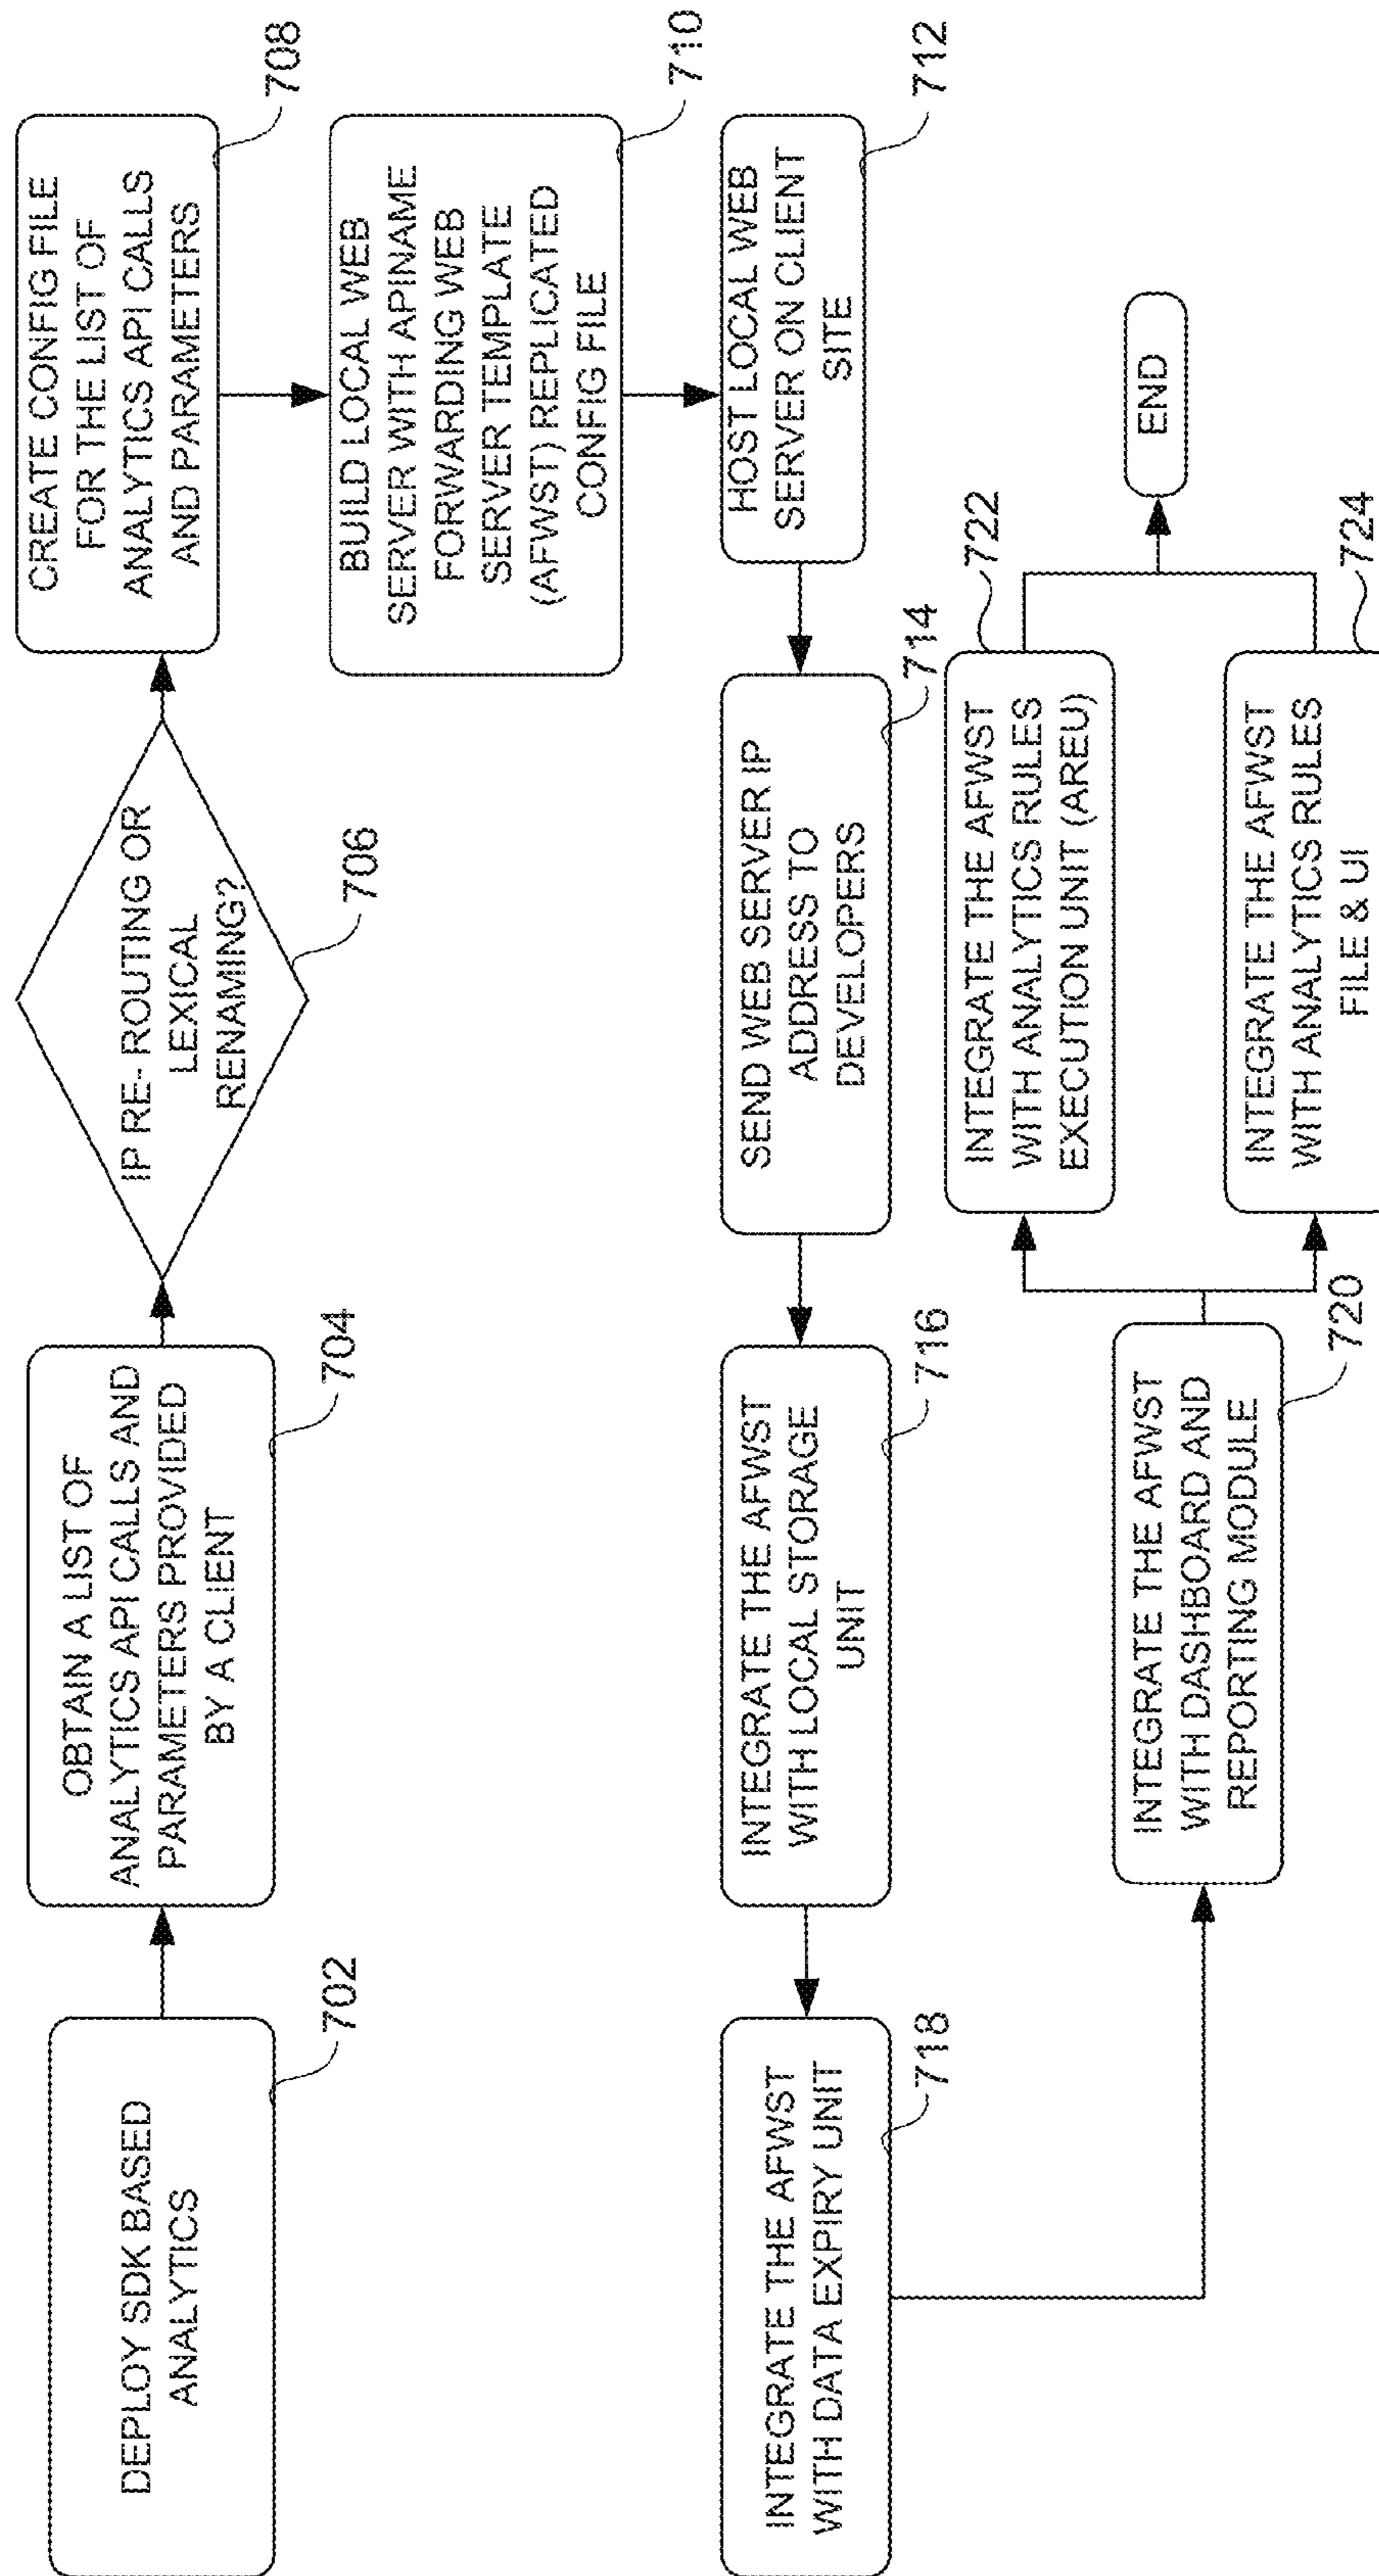 DEPLOY SDK BASED
ANALYTICS
702
OBTAIN A LIST OF
ANALYTICS API CALLS AND
PARAMETERS PROVIDED
BY A CLIENT
704
IP RE- ROUTING OR
LEXICAL
RENAMING?
706
CREATE CONFIG FILE
FOR THE LIST OF
ANALYTICS API CALLS
AND PARAMETERS
708
BUILD LOCAL WEB
SERVER WITH APINAME
FORWARDING WEB
SERVER TEMPLATE
(AFWST) REPLICATED
CONFIG FILE
710
HOST LOCAL WEB
SERVER ON CLIENT
SITE
712
SEND WEB SERVER IP
ADDRESS TO
DEVELOPERS
714
INTEGRATE THE AFWST
WITH LOCAL STORAGE
UNIT
716
INTEGRATE THE AFWST
WITH DATA EXPIRY UNIT
718
INTEGRATE THE AFWST
WITH DASHBOARD AND
REPORTING MODULE
720
INTEGRATE THE AFWST
WITH ANALYTICS RULES
EXECUTION UNIT (AREU)
722
INTEGRATE THE AFWST
WITH ANALYTICS RULES
FILE & UI
724
END